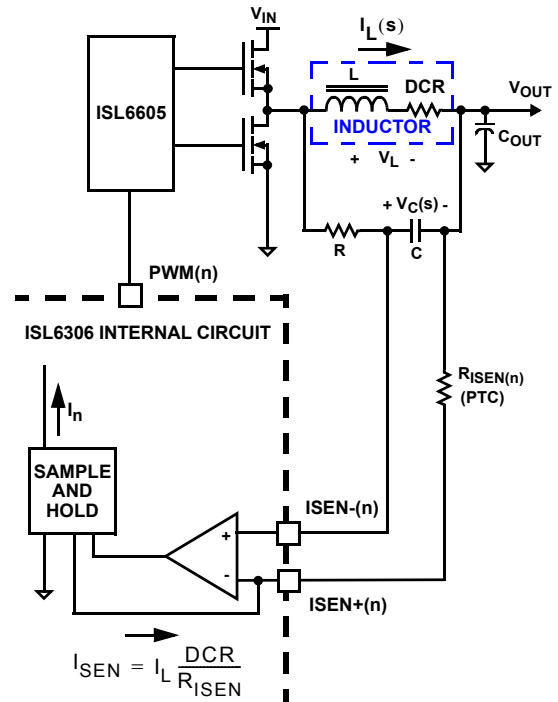 VIN
IL(s)
L
DCR
VOUT
ISL6605
INDUCTOR
COUT
+ VL -
+ VC(s) -
R
C
PWM(n)
ISL6306 INTERNAL CIRCUIT
RISEN(n)
(PTC)
In
SAMPLE
AND
HOLD
ISEN-(n)
+
-
ISEN+(n)
ISEN = IL DCR
RISEN